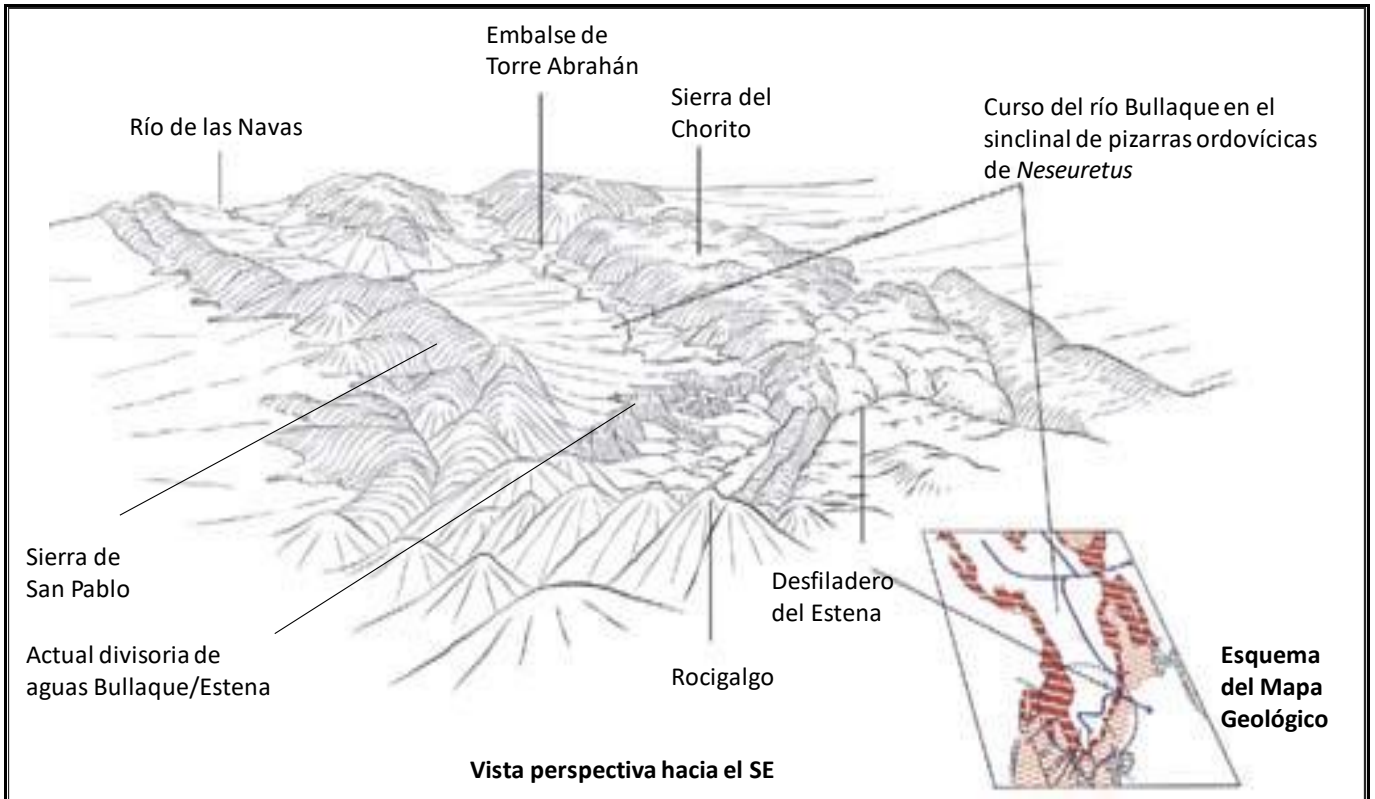 Embalse de
Torre Abrahán
Sierra del
Chorito
Curso del río Bullaque en el
sinclinal de pizarras ordovícicas
de Neseuretus
Río de las Navas
Sierra de
San Pablo
Desfiladero
del Estena
Actual divisoria de
aguas Bullaque/Estena
Rocigalgo
Esquema
del Mapa
Geológico
Vista perspectiva hacia el SE